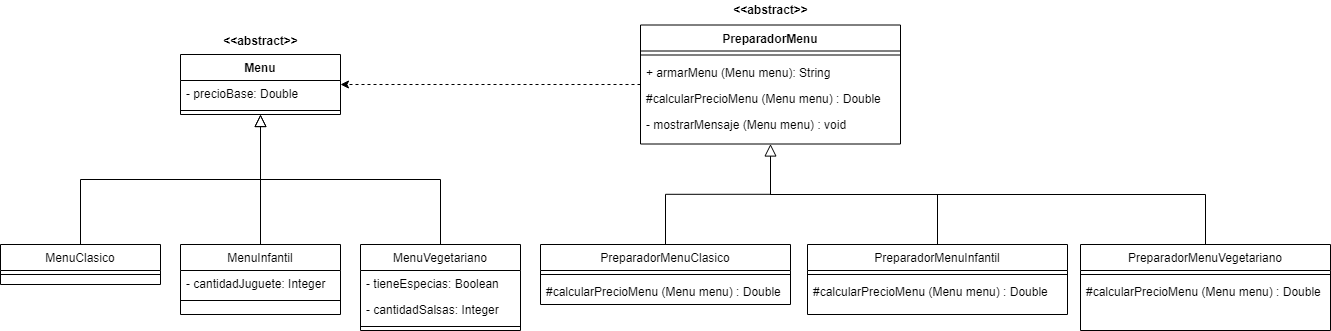 <<abstract>>
Menu
- precioBase: Double
<<abstract>>
PreparadorMenu
+ armarMenu (Menu menu): String
#calcularPrecioMenu (Menu menu) : Double
- mostrarMensaje (Menu menu) : void
MenuClasico
MenuInfantil
- cantidadJuguete: Integer
MenuVegetariano
- tieneEspecias: Boolean
- cantidadSalsas: Integer
PreparadorMenuClasico
#calcularPrecioMenu (Menu menu) : Double
PreparadorMenuInfantil
#calcularPrecioMenu (Menu menu) : Double
PreparadorMenuVegetariano
#calcularPrecioMenu (Menu menu) : Double